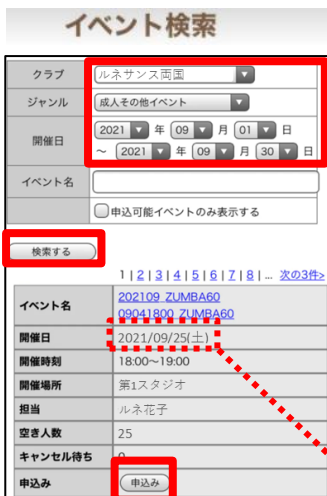 イベント検索
クラブ ルネサンス両国
ジャンル 成人その他イベント
開催日 2021 年 09 月 01 日
～ 2021 年 09 月 30 日
イベント名
申込可能イベントのみ表示する
検索する
1 | 2 | 3 | 4 | 5 | 6 | 7 | 8 | ... 次の3件>
イベント名 202109_ZUMBA60
09041800_ZUMBA60
開催日 2021/09/25(土)
開催時刻 18:00～19:00
開催場所 第1スタジオ
担当 ルネ花子
空き人数 25
キャンセル待ち 0
申込み 申込み